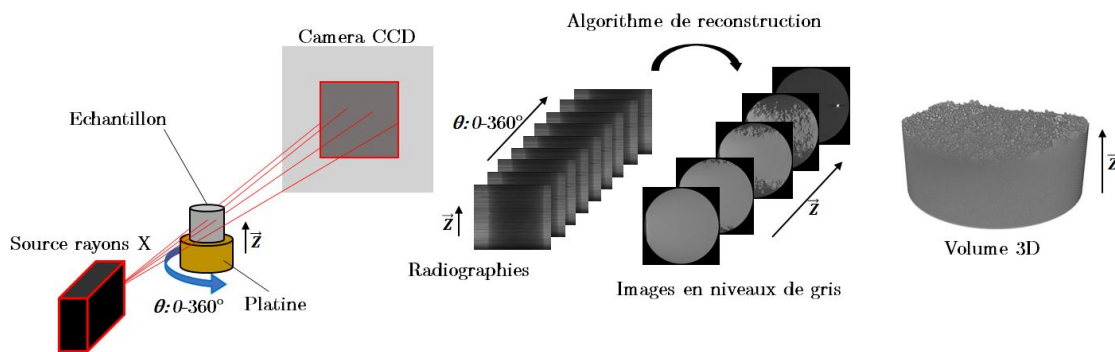 Camera CCD
Echantillon
Source rayons X
z
θ: 0-360°
Platine
Algorithme de reconstruction
θ: 0-360°
z
Radiographies
z
Images en niveaux de gris
z
Volume 3D